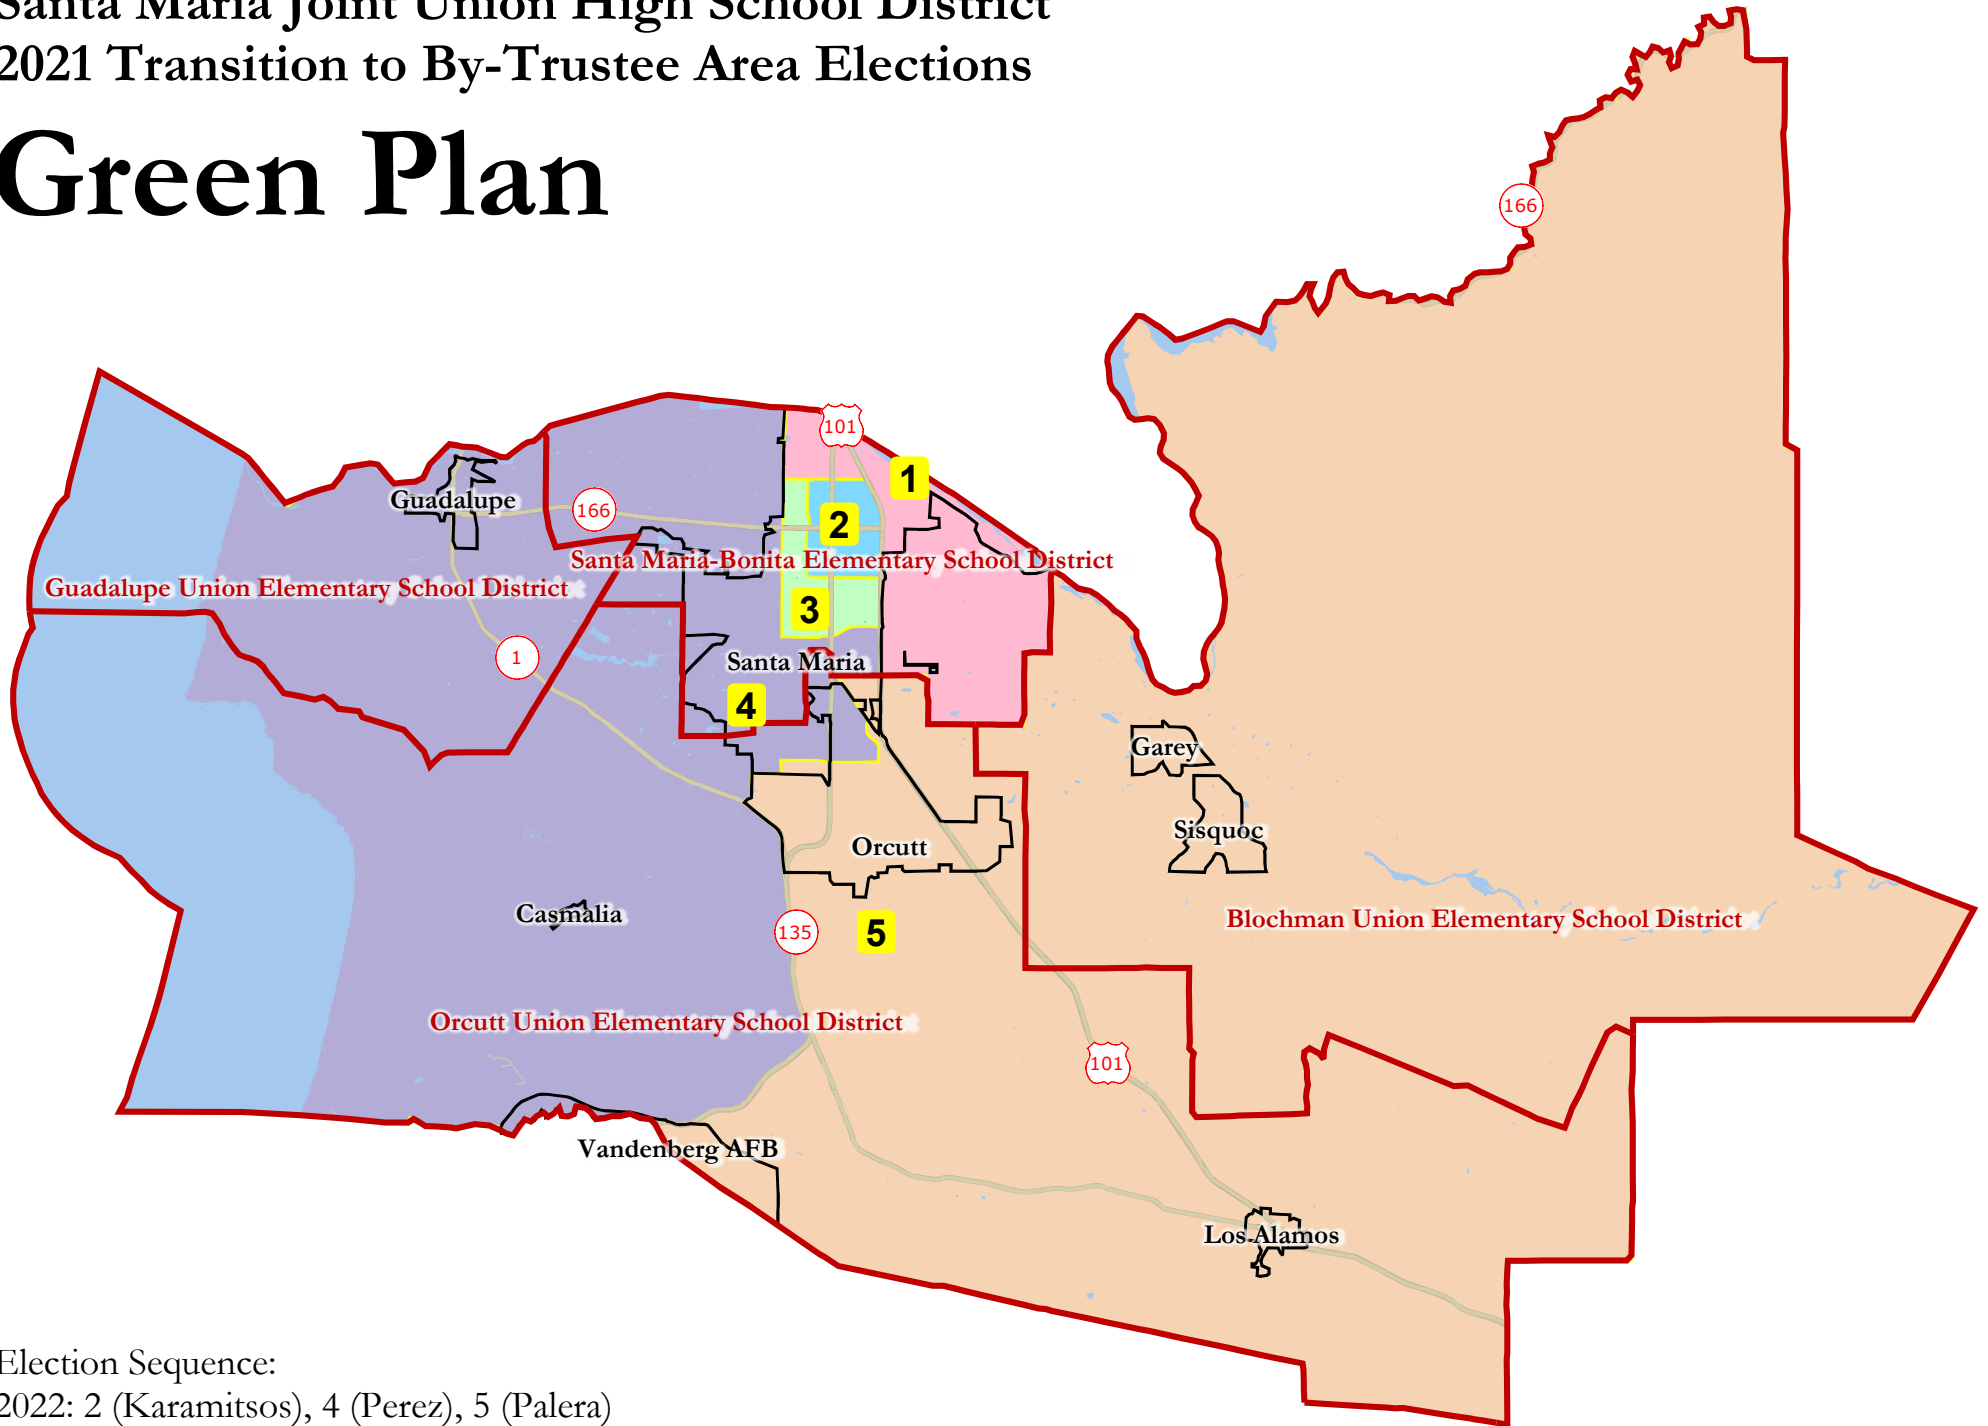 Santa Maria Joint Union High School District
2021 Transition to By-Trustee Area Elections
Green Plan
166
101
1
Guadalupe
166
2
Santa Maria-Bonita Elementary School District
Guadalupe Union Elementary School District
3
1
Santa Maria
4
Garey
Sisquoc
Orcutt
Casmalia
135
5
Blochman Union Elementary School District
Orcutt Union Elementary School District
101
Vandenberg AFB
Los Alamos
Election Sequence:
2022: 2 (Karamitsos), 4 (Perez), 5 (Palera)